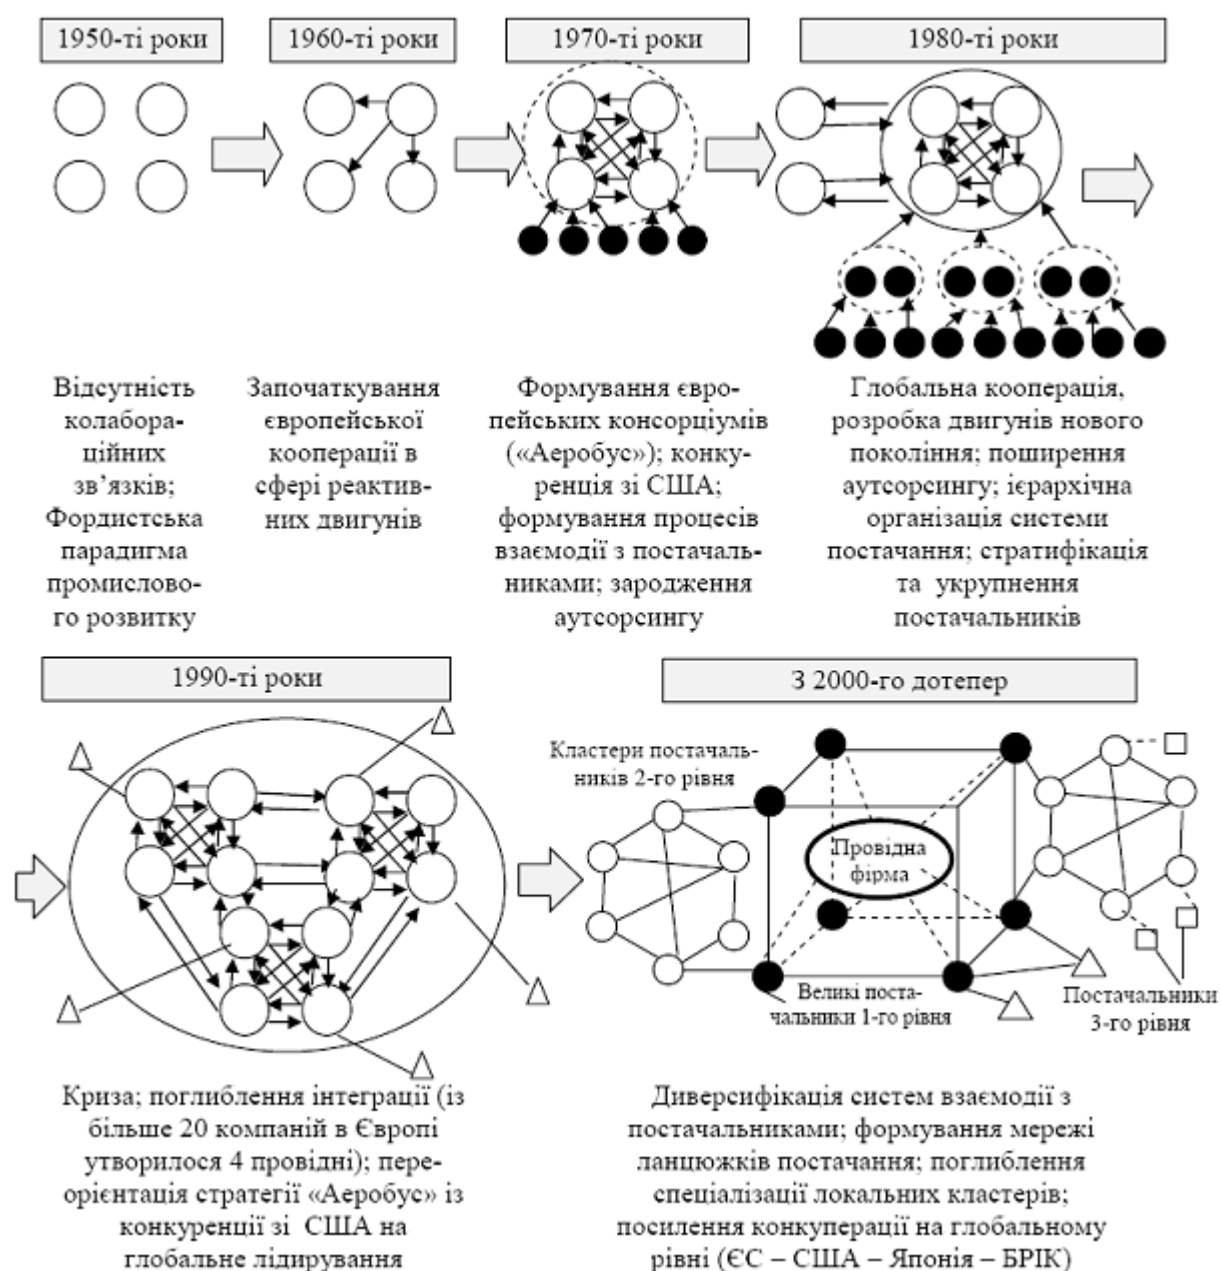 1950-ті роки
1960-ті роки
1970-ті роки
1980-ті роки
Відсутність
колабора-
ційних
зв’язків;
Фордистська
парадигма
промислово-
го розвитку
Започаткування
європейської
кооперації в
сфері реактив-
них двигунів
Формування євро-
пейських консорціумів
(«Аеробус»); конку-
ренція зі США;
формування процесів
взаємодії з постачаль-
никами; зародження
аутсорсингу
Глобальна кооперація,
розробка двигунів нового
покоління; поширення
аутсорсингу; ієрархічна
організація системи
постачання; стратифікація
та укрупнення
постачальників
1990-ті роки
З 2000-го дотепер
Кластери постачаль-
ників 2-го рівня
Провідна
фірма
Великі поста-
чальники 1-го рівня
Постачальники
3-го рівня
Криза; поглиблення інтеграції (із
більше 20 компаній в Європі
утворилося 4 провідні); пере-
орієнтація стратегії «Аеробус» із
конкуренції зі США на
глобальне лідирування
Диверсифікація систем взаємодії з
постачальниками; формування мережі
ланцюжків постачання; поглиблення
спеціалізації локальних кластерів;
посилення конкуперації на глобальному
рівні (ЄС – США – Японія – БРІК)